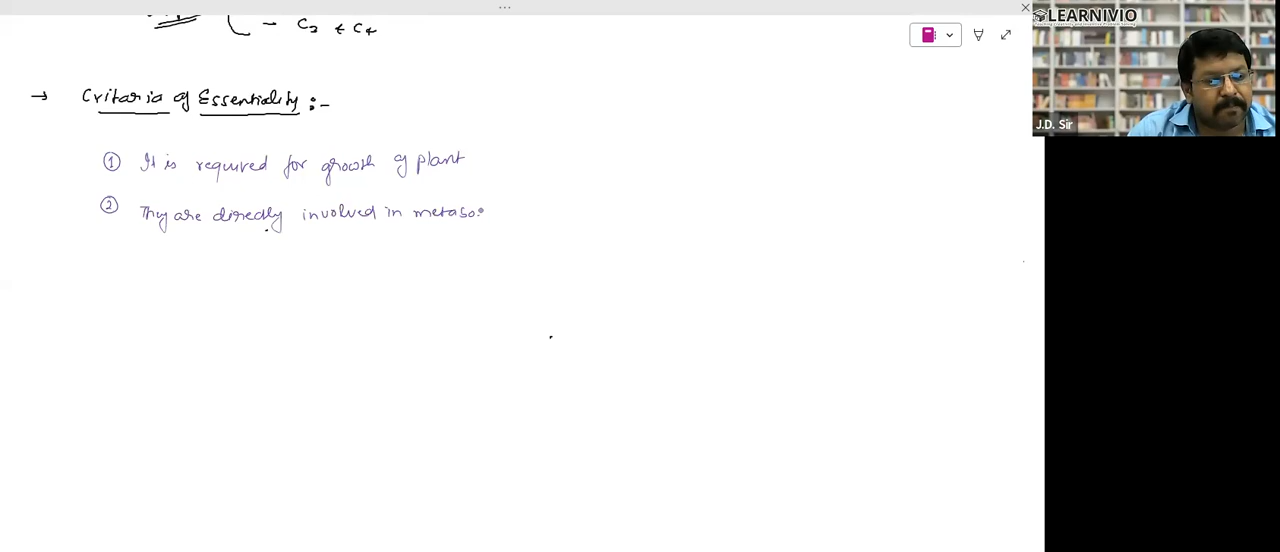 - C3 & C4
LEARNIVIO
→ Critaria of Essentiality :-
J.D. Sir
① It is required for growth of plant
② They are directly involved in metabo